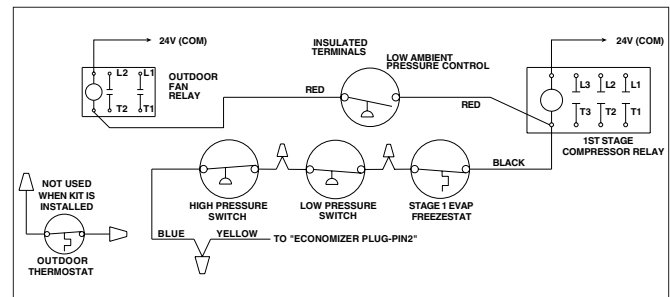 24V (COM)
L2 L1
T2 T1
OUTDOOR
FAN
RELAY
INSULATED
TERMINALS
LOW AMBIENT
PRESSURE CONTROL
RED
RED
24V (COM)
L3 L2 L1
T3 T2 T1
1ST STAGE
COMPRESSOR RELAY
BLACK
NOT USED
WHEN KIT IS
INSTALLED
OUTDOOR
THERMOSTAT
HIGH PRESSURE
SWITCH
LOW PRESSURE
SWITCH
STAGE 1 EVAP
FREEZESTAT
BLUE
YELLOW
TO "ECONOMIZER PLUG-PIN2"